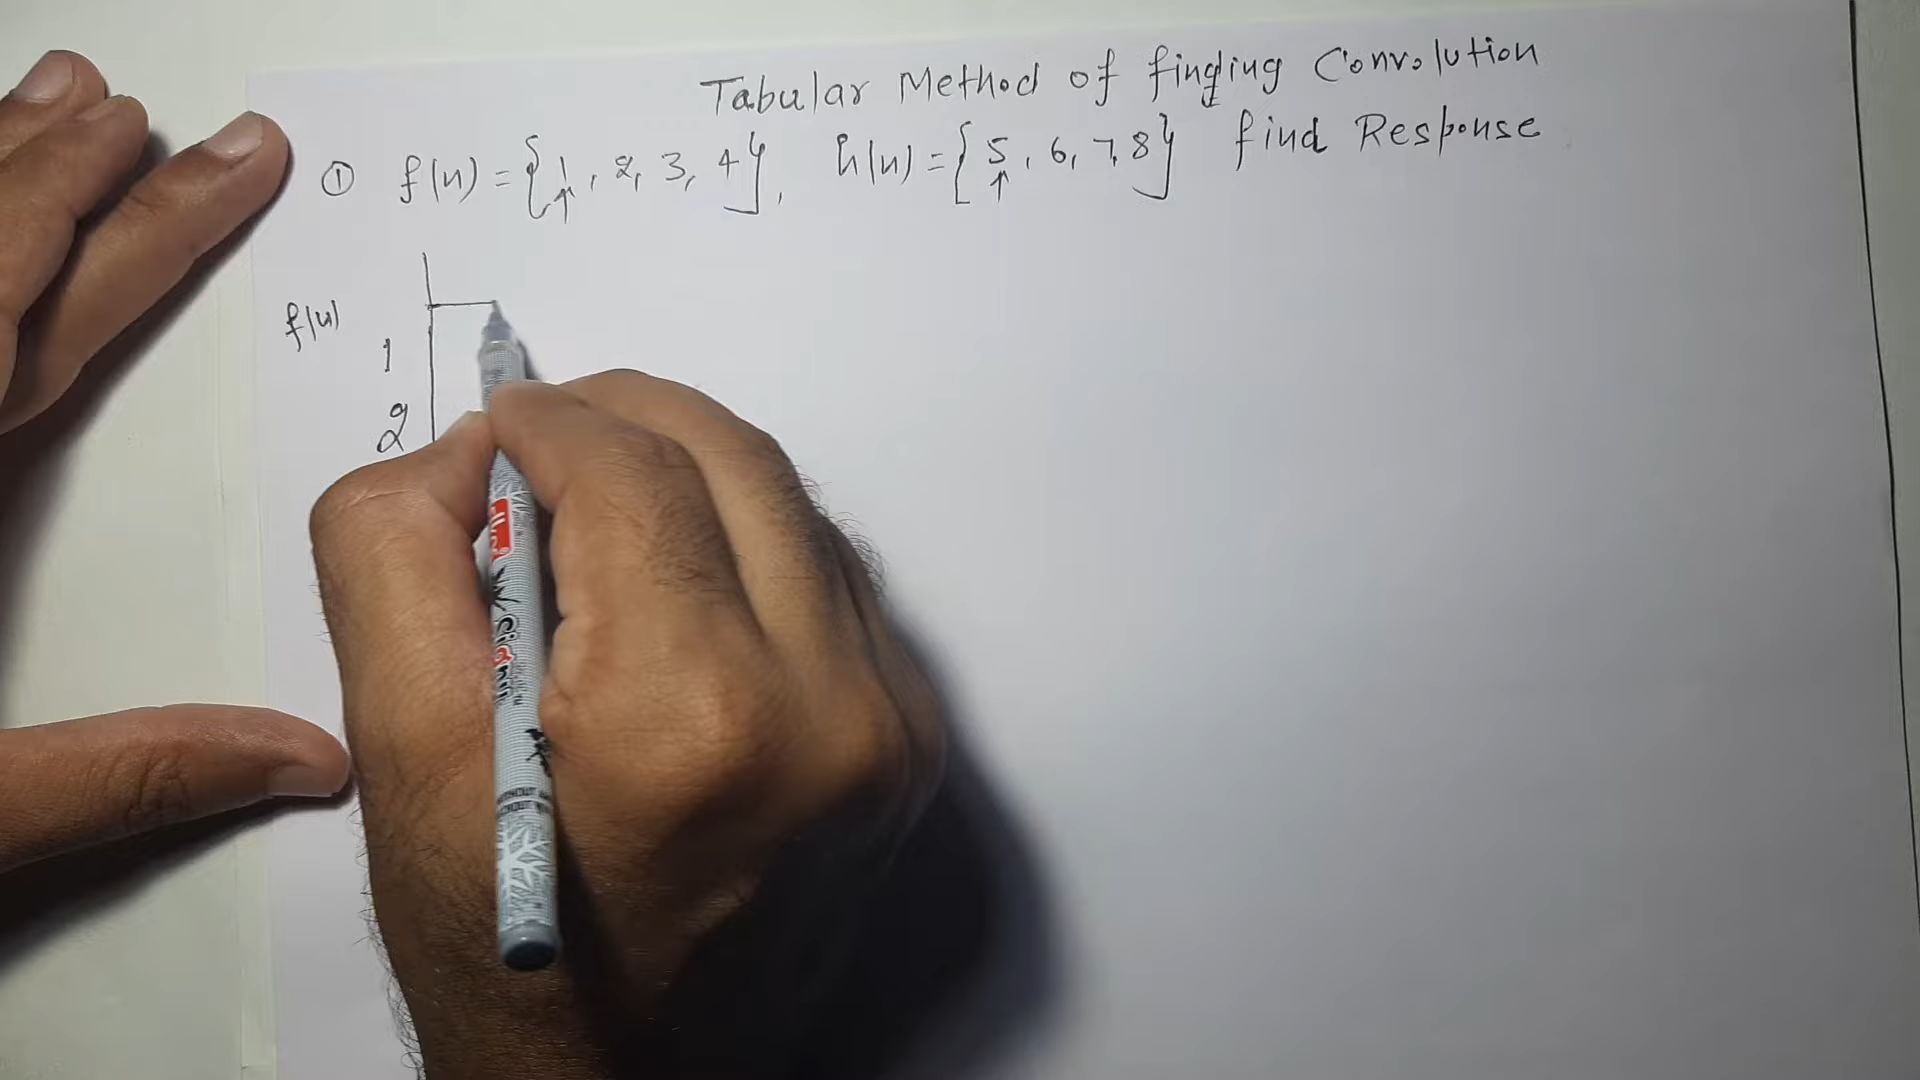 Tabular Method of finding Convolution
① f(n) = {1, 2, 3, 4}, h(n) = {5, 6, 7, 8} find Response
↑ ↑
f(n)
1
2